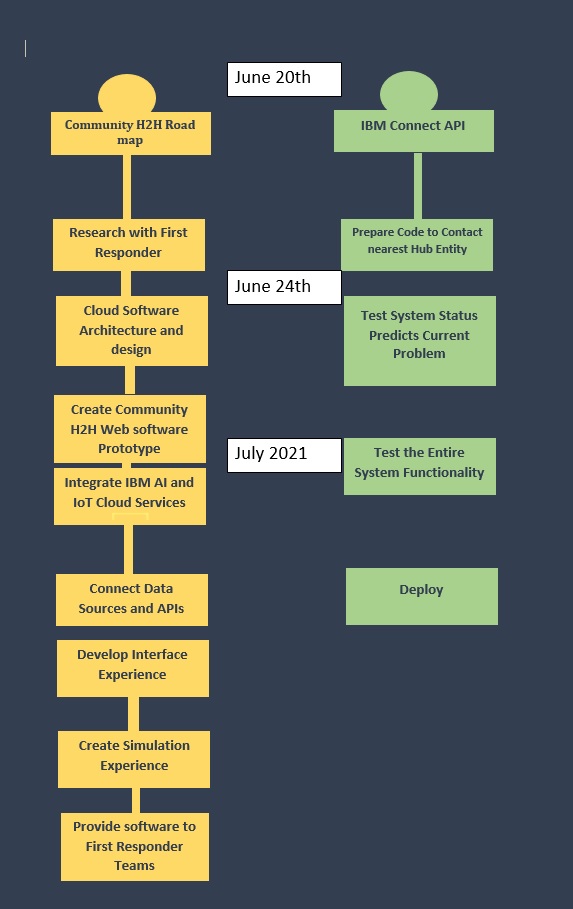 June 20th
Community H2H Road
map
IBM Connect API
Research with First
Responder
Prepare Code to Contact
nearest Hub Entity
June 24th
Cloud Software
Architecture and
design
Test System Status
Predicts Current
Problem
Create Community
H2H Web software
Prototype
July 2021
Test the Entire
System Functionality
Integrate IBM AI and
IoT Cloud Services
Connect Data
Sources and APIs
Deploy
Develop Interface
Experience
Create Simulation
Experience
Provide software to
First Responder
Teams